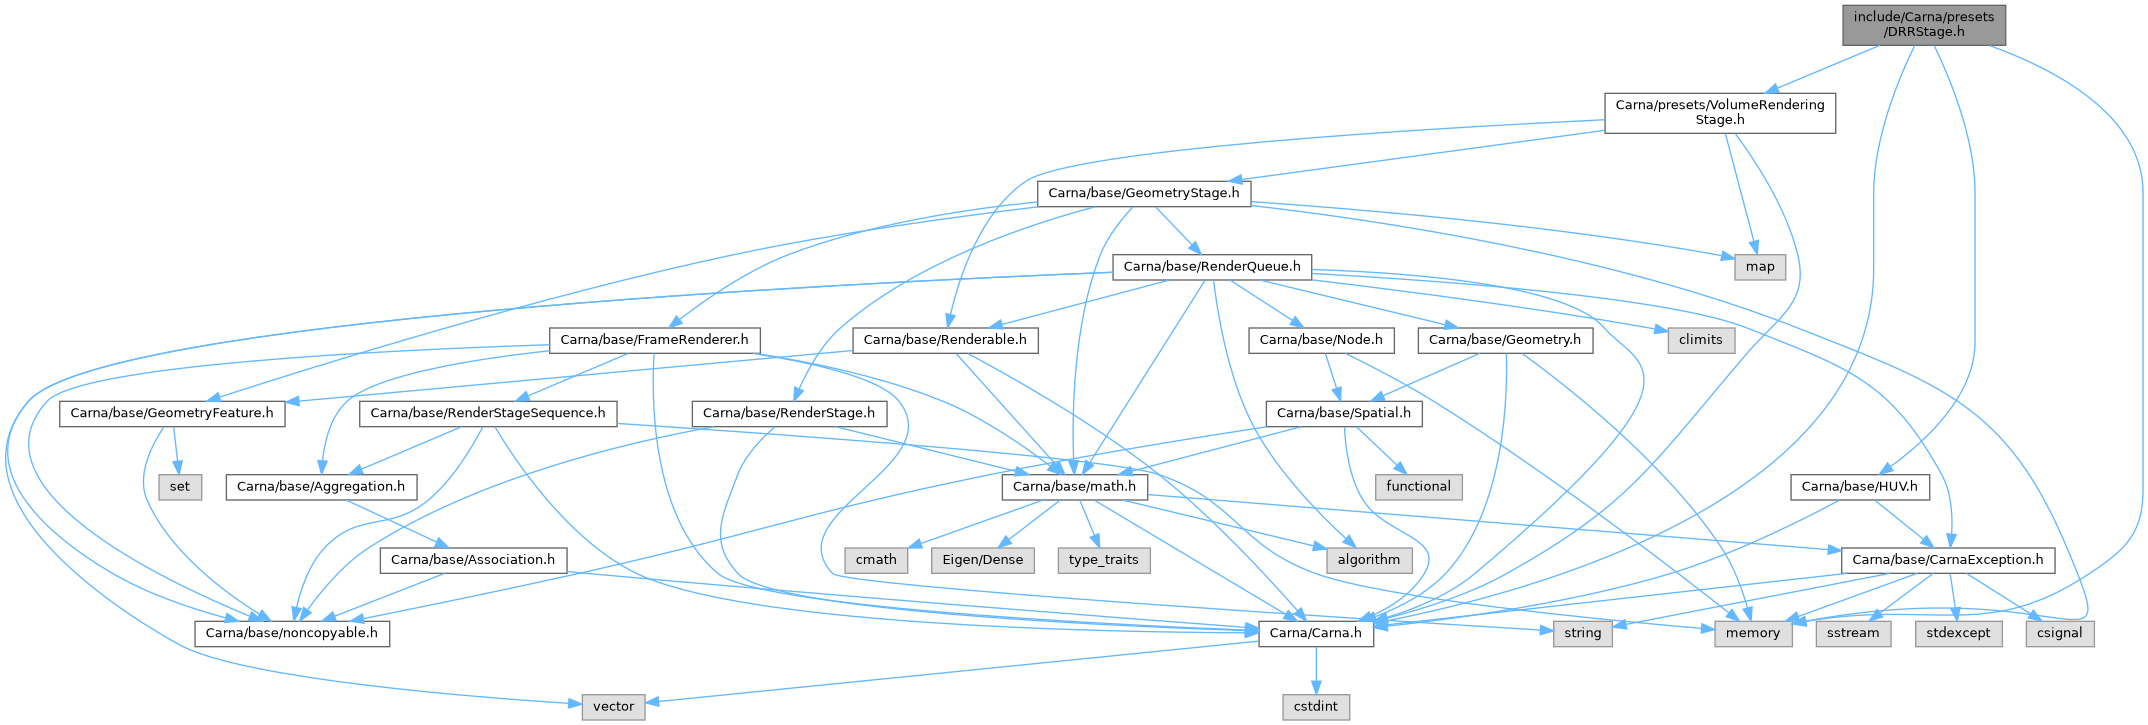 include/Carna/presets
/DRRStage.h
Carna/presets/VolumeRendering
Stage.h
Carna/base/GeometryStage.h
Carna/base/RenderQueue.h
map
Carna/base/FrameRenderer.h
Carna/base/Renderable.h
Carna/base/Node.h
Carna/base/Geometry.h
climits
Carna/base/GeometryFeature.h
Carna/base/RenderStageSequence.h
Carna/base/RenderStage.h
Carna/base/Spatial.h
set
Carna/base/Aggregation.h
Carna/base/math.h
functional
Carna/base/HUV.h
Carna/base/Association.h
cmath
Eigen/Dense
type_traits
algorithm
Carna/base/CarnaException.h
Carna/base/noncopyable.h
Carna/Carna.h
string
memory
sstream
stdexcept
csignal
vector
cstdint